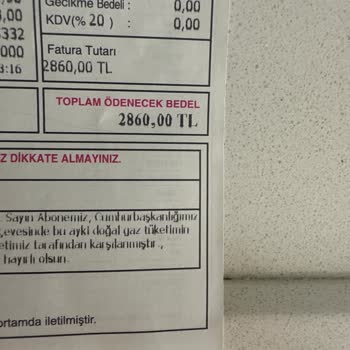 Gecikme Bedeli : 0,00
,00 KDV(% 20 ) : 0,00
332
000 Fatura Tutarı
3:16 2860,00 TL
TOPLAM ÖDENECEK BEDEL
2860,00 TL
Z DİKKATE ALMAYINIZ.
Sayın Abonemiz, Cumhurbaşkanlığımız
çevesinde bu ayki doğal gaz tüketimin
etimiz tarafından karşılanmıştır.,
hayırlı olsun.
ortamda iletilmiştir.